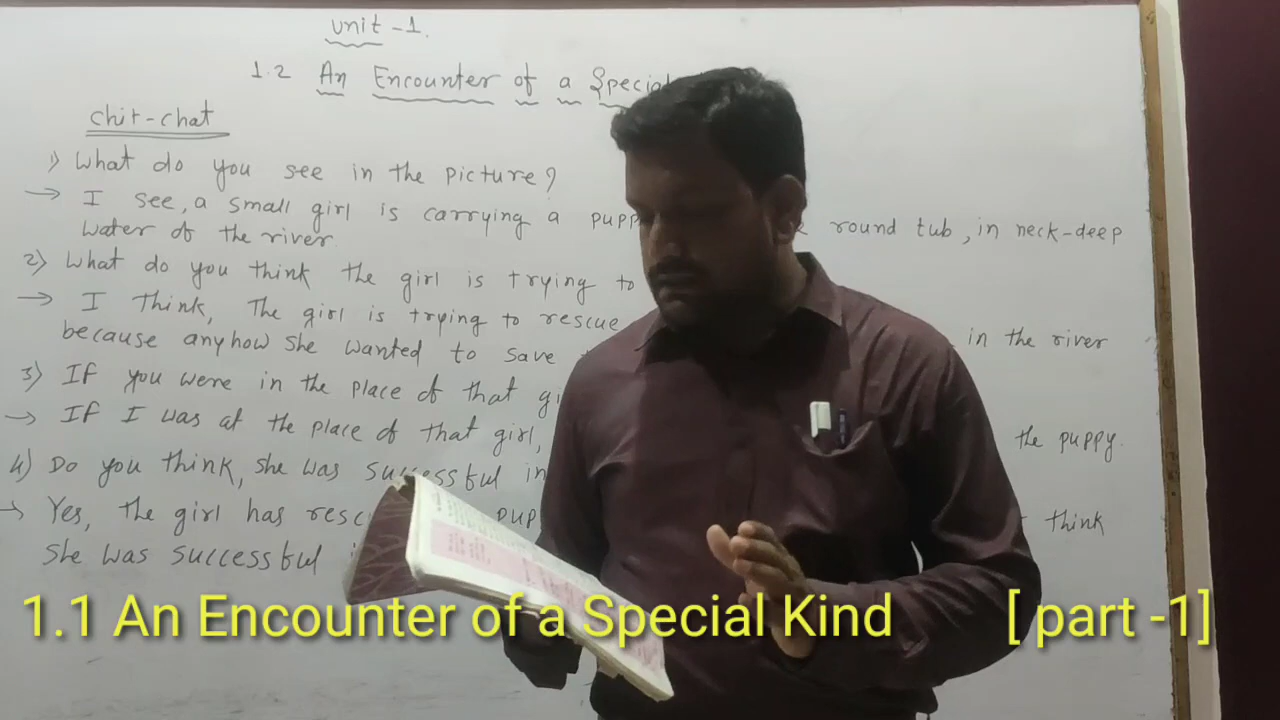 Unit-1.
1.2 An Encounter of a Special
chit-chat
1) What do you see in the picture?
→ I see, a small girl is carrying a round tub, in neck-deep
water of the river.
2) What do you think the girl is trying to
→ I think, The girl is trying to rescue in the river
because anyhow she wanted to save
3) If you were in the place of that
→ If I was at the place of that girl, the puppy.
4) Do you think, she was successful in
→ Yes, the girl has think
She was successful
1.1 An Encounter of a Special Kind [ part -1]